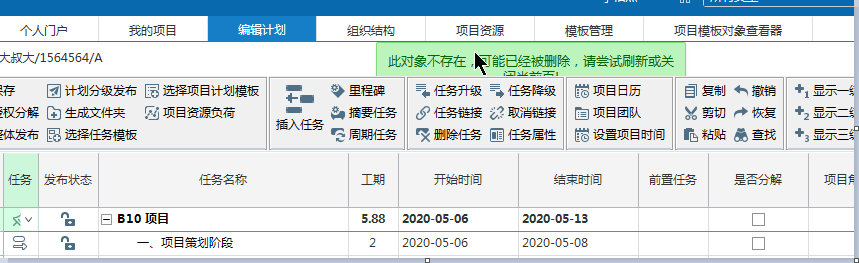 个人门户 我的项目 编辑计划 组织结构 项目资源 模板管理 项目模板对象查看器
大叔大/1564564/A
此对象不存在，可能已经被删除，请尝试刷新或关
闭当前页!
保存 计划分级发布 选择项目计划模板 里程碑 任务升级 任务降级 项目日历 复制 撤销 显示一级
授权分解 生成文件夹 项目资源负荷 插入任务 摘要任务 任务链接 取消链接 项目团队 剪切 恢复 显示二级
整体发布 选择任务模板 周期任务 删除任务 任务属性 设置项目时间 粘贴 查找 显示三级
任务 发布状态 任务名称 工期 开始时间 结束时间 前置任务 是否分解 项目角
B10 项目 5.88 2020-05-06 2020-05-13
一、项目策划阶段 2 2020-05-06 2020-05-08